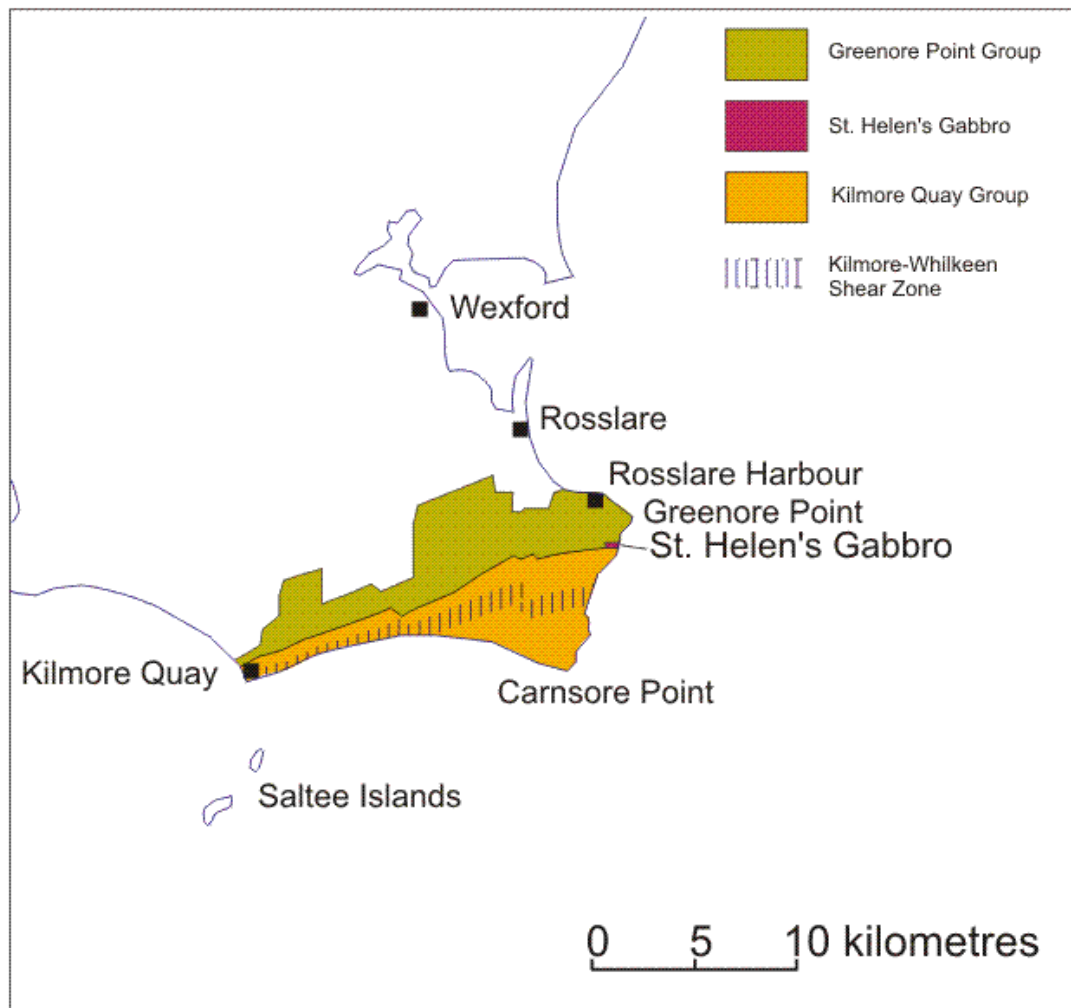 Greenore Point Group
St. Helen's Gabbro
Kilmore Quay Group
Kilmore-Whilkeen
Shear Zone
Wexford
Rosslare
Rosslare Harbour
Greenore Point
St. Helen's Gabbro
Kilmore Quay
Carnsore Point
Saltee Islands
0 5 10 kilometres